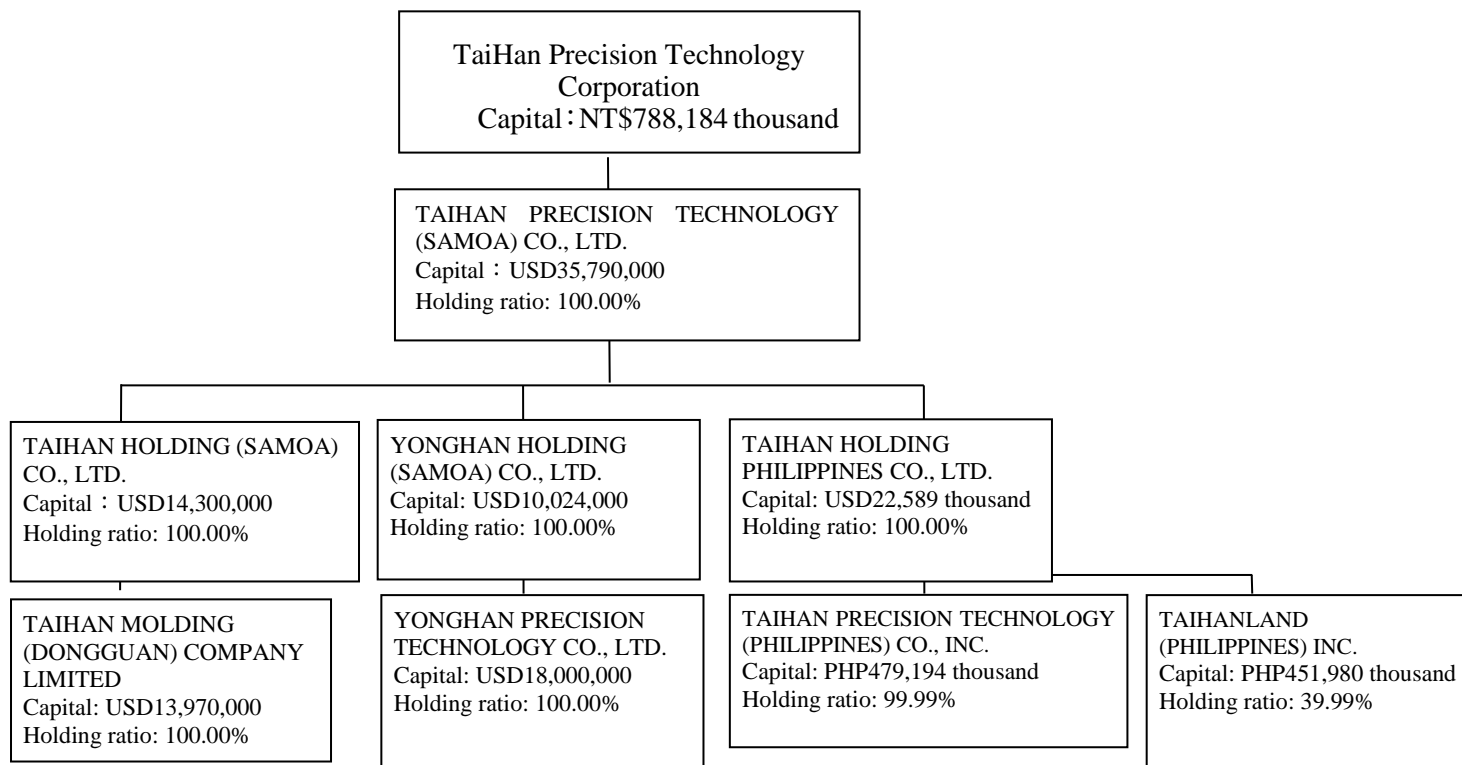 TaiHan Precision Technology
Corporation
Capital：NT$788,184 thousand
TAIHAN PRECISION TECHNOLOGY
(SAMOA) CO., LTD.
Capital：USD35,790,000
Holding ratio: 100.00%
TAIHAN HOLDING (SAMOA)
CO., LTD.
Capital：USD14,300,000
Holding ratio: 100.00%
YONGHAN HOLDING
(SAMOA) CO., LTD.
Capital: USD10,024,000
Holding ratio: 100.00%
TAIHAN HOLDING
PHILIPPINES CO., LTD.
Capital: USD22,589 thousand
Holding ratio: 100.00%
TAIHAN MOLDING
(DONGGUAN) COMPANY
LIMITED
Capital: USD13,970,000
Holding ratio: 100.00%
YONGHAN PRECISION
TECHNOLOGY CO., LTD.
Capital: USD18,000,000
Holding ratio: 100.00%
TAIHAN PRECISION TECHNOLOGY
(PHILIPPINES) CO., INC.
Capital: PHP479,194 thousand
Holding ratio: 99.99%
TAIHANLAND
(PHILIPPINES) INC.
Capital: PHP451,980 thousand
Holding ratio: 39.99%